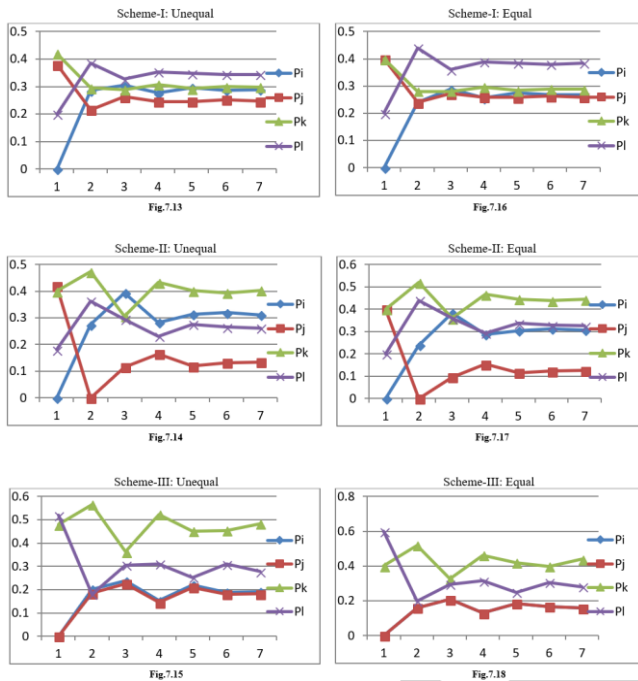 Scheme-I: Unequal
0.5
0.4
0.3
0.2
0.1
0
1 2 3 4 5 6 7
Pi
Pj
Pk
Pl
Fig.7.13
Scheme-I: Equal
0.5
0.4
0.3
0.2
0.1
0
1 2 3 4 5 6 7
Pi
Pj
Pk
Pl
Fig.7.16
Scheme-II: Unequal
0.5
0.4
0.3
0.2
0.1
0
1 2 3 4 5 6 7
Pi
Pj
Pk
Pl
Fig.7.14
Scheme-II: Equal
0.6
0.5
0.4
0.3
0.2
0.1
0
1 2 3 4 5 6 7
Pi
Pj
Pk
Pl
Fig.7.17
Scheme-III: Unequal
0.6
0.5
0.4
0.3
0.2
0.1
0
1 2 3 4 5 6 7
Pi
Pj
Pk
Pl
Fig.7.15
Scheme-III: Equal
0.8
0.6
0.4
0.2
0
1 2 3 4 5 6 7
Pi
Pj
Pk
Pl
Fig.7.18